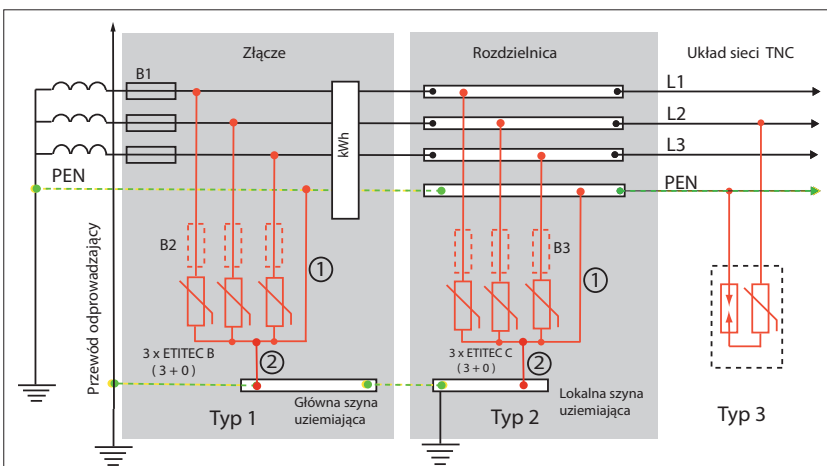 Złącze
Rozdzielnica
Układ sieci TNC
B1
L1
L2
L3
kWh
PEN
PEN
B2
B3
1
1
Przewód odprowadzający
3 x ETITEC B
( 3 + 0 )
2
3 x ETITEC C
( 3 + 0 )
2
Główna szyna
uziemiająca
Lokalna szyna
uziemiająca
Typ 1
Typ 2
Typ 3